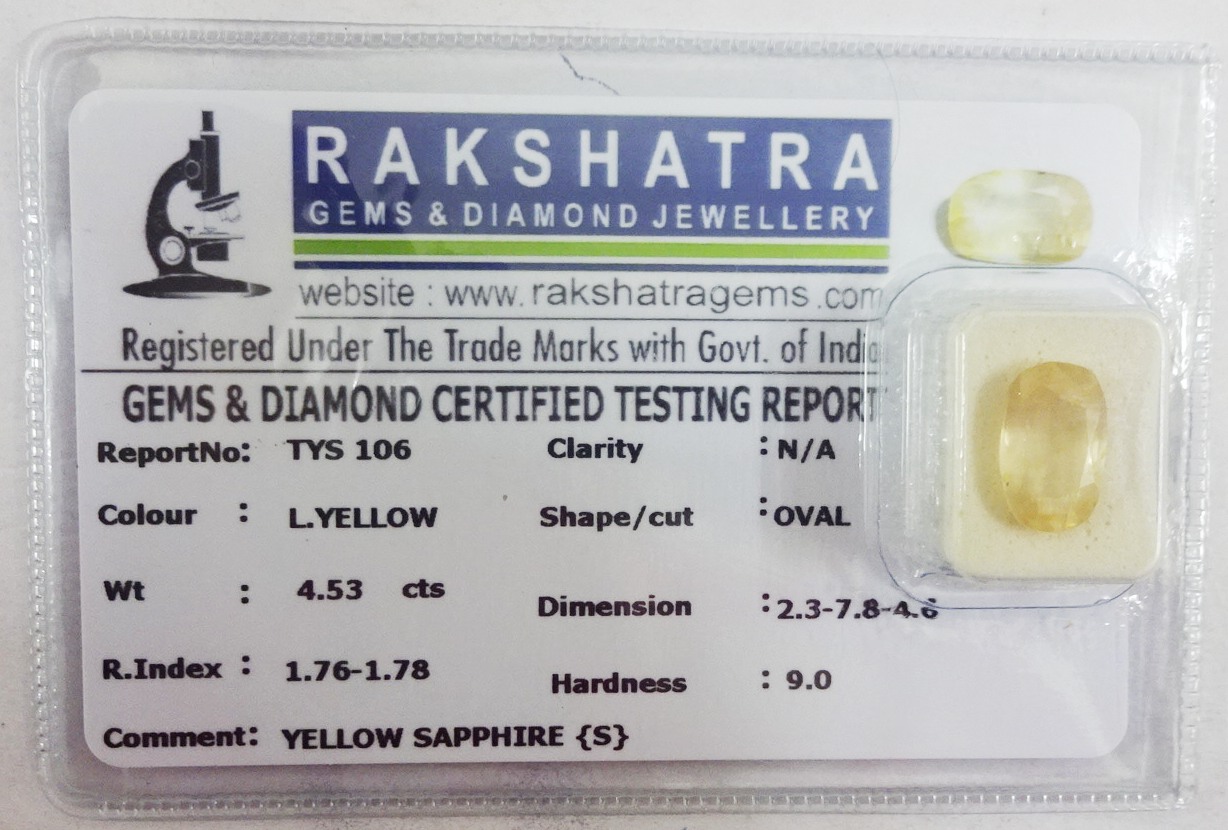 RAKSHATRA
GEMS & DIAMOND JEWELLERY
website : www.rakshatragems.com
Registered Under The Trade Marks with Govt. of India
GEMS & DIAMOND CERTIFIED TESTING REPORT
ReportNo: TYS 106 Clarity : N/A
Colour : L.YELLOW Shape/cut : OVAL
Wt : 4.53 cts Dimension : 2.3-7.8-4.6
R.Index : 1.76-1.78 Hardness : 9.0
Comment: YELLOW SAPPHIRE {S}